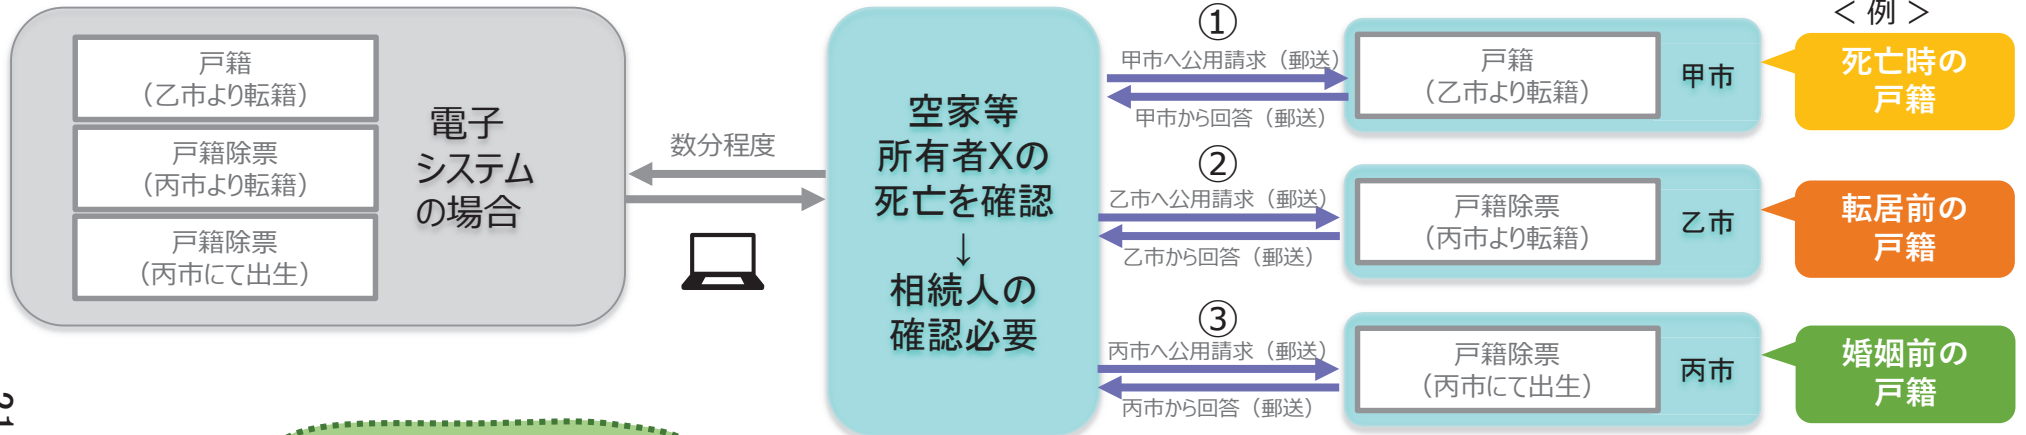 戸籍
（乙市より転籍）
戸籍除票
（丙市より転籍）
戸籍除票
（丙市にて出生）
電子
システム
の場合
数分程度
空家等
所有者Xの
死亡を確認
↓
相続人の
確認必要
①
甲市へ公用請求（郵送）
甲市から回答（郵送）
戸籍
（乙市より転籍）
甲市
＜例＞
死亡時の
戸籍
②
乙市へ公用請求（郵送）
乙市から回答（郵送）
戸籍除票
（丙市より転籍）
乙市
転居前の
戸籍
③
丙市へ公用請求（郵送）
丙市から回答（郵送）
戸籍除票
（丙市にて出生）
丙市
婚姻前の
戸籍